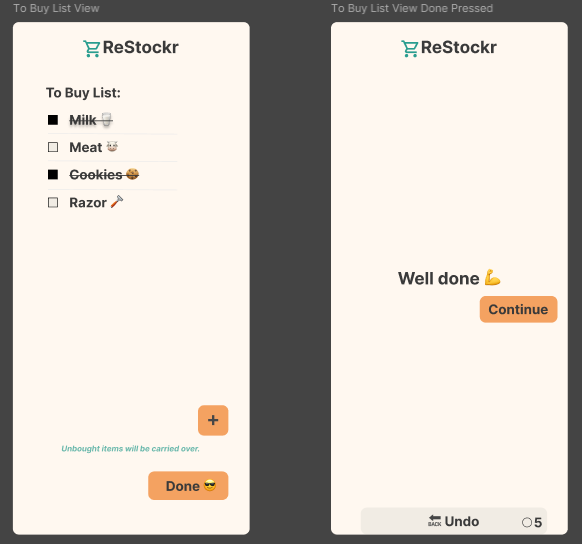 To Buy List View
ReStockr
To Buy List:
Milk 🥛
Meat 🐮
Cookies 🍪
Razor 🪒
+
Unbought items will be carried over.
Done 😎
To Buy List View Done Pressed
ReStockr
Well done 💪
Continue
🔙 Undo
5